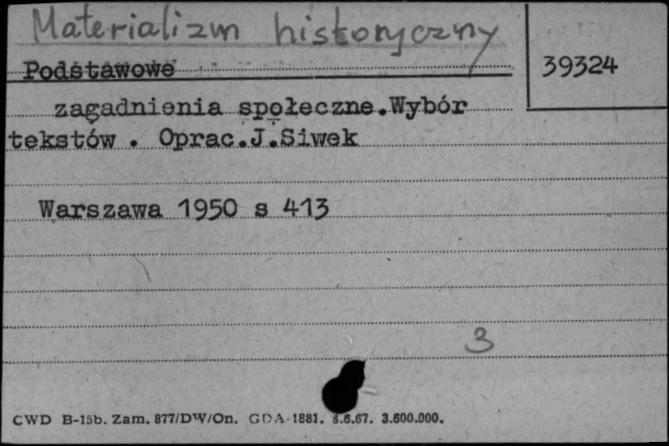 Materializm historyczny
39324
Podstawowe
zagadnienia społeczne.Wybór
tekstów . Oprac.J.Siwek
Warszawa 1950 s 413
3
CWD B-15b. Zam. 877/DW/On. GDA-1881. 6.67. 3.600.000.